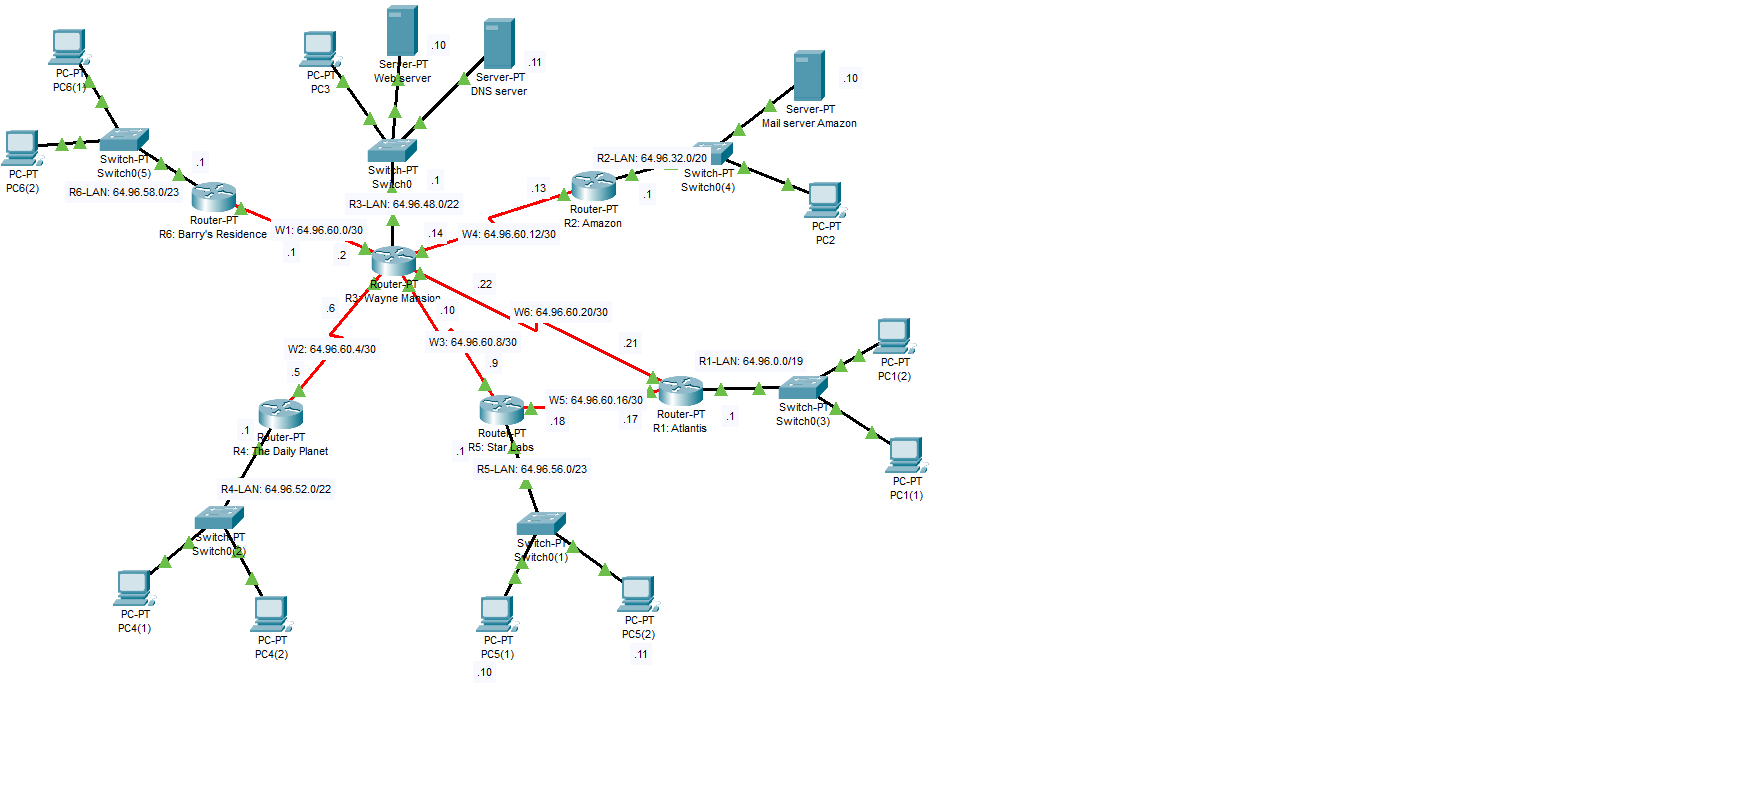 PC-PT
PC6(1)
PC-PT
PC6(2)
Switch-PT
Switch0(5)
.1
R6-LAN: 64.96.58.0/23
Router-PT
R6: Barry's Residence
W1: 64.96.60.0/30
.1
.2
PC-PT
PC3
Server-PT
Web server
.10
Server-PT
DNS server
.11
Switch-PT
Switch0
.1
R3-LAN: 64.96.48.0/22
Router-PT
R3: Wayne Mansion
.14
W4: 64.96.60.12/30
.13
Router-PT
R2: Amazon
.1
R2-LAN: 64.96.32.0/20
Switch-PT
Switch0(4)
Server-PT
Mail server Amazon
.10
PC-PT
PC2
.22
W6: 64.96.60.20/30
.21
.6
W2: 64.96.60.4/30
.5
.10
W3: 64.96.60.8/30
.9
R1-LAN: 64.96.0.0/19
W5: 64.96.60.16/30
.18
.17
Router-PT
R1: Atlantis
.1
Switch-PT
Switch0(3)
PC-PT
PC1(2)
PC-PT
PC1(1)
.1
Router-PT
R4: The Daily Planet
R4-LAN: 64.96.52.0/22
Switch-PT
Switch0(2)
PC-PT
PC4(1)
PC-PT
PC4(2)
Router-PT
R5: Star Labs
.1
R5-LAN: 64.96.56.0/23
Switch-PT
Switch0(1)
PC-PT
PC5(1)
.10
PC-PT
PC5(2)
.11